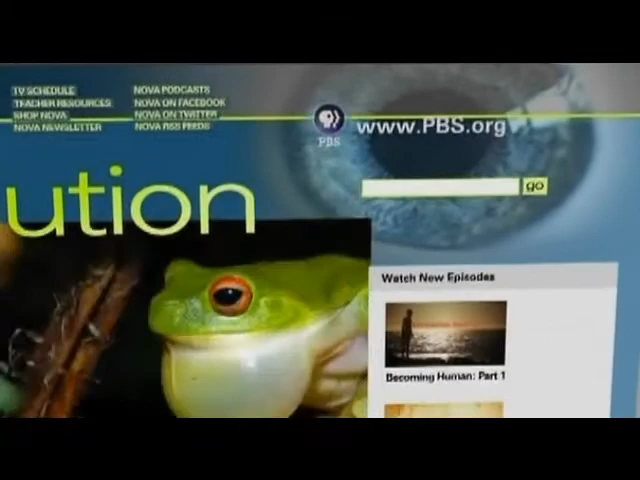 TV SCHEDULE
TEACHER RESOURCES
SHOP NOVA
NOVA NEWSLETTER
NOVA PODCASTS
NOVA ON FACEBOOK
NOVA ON TWITTER
NOVA RSS FEEDS
PBS
www.PBS.org
go
ution
Watch New Episodes
Becoming Human: Part 1